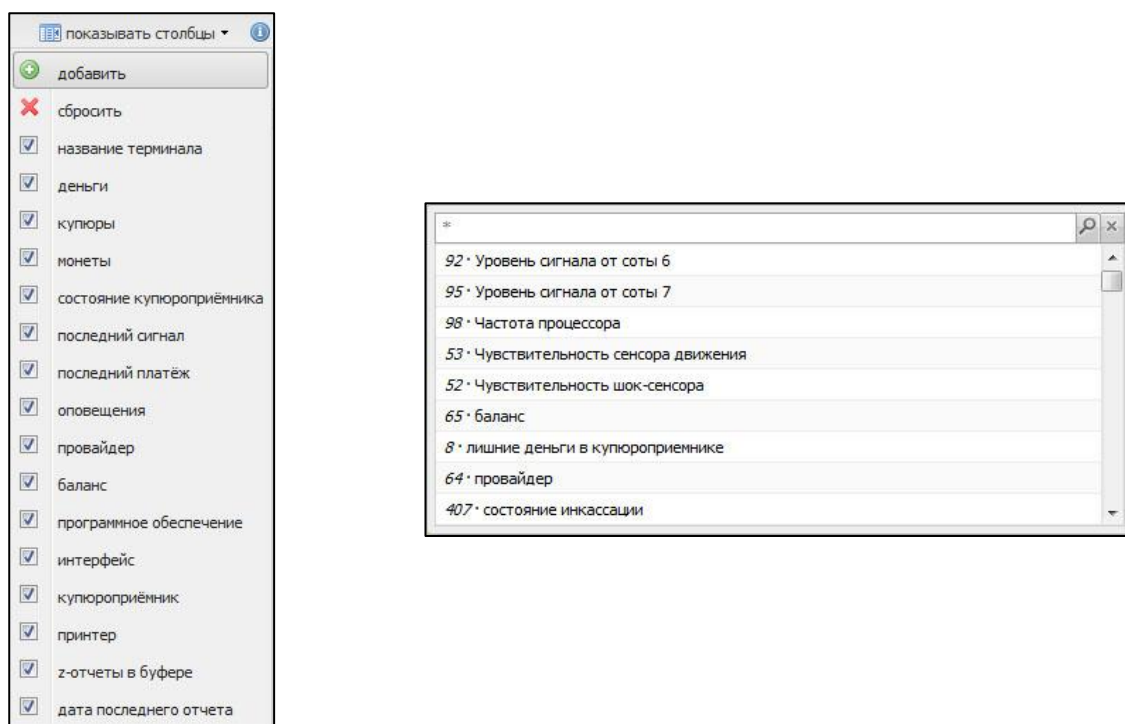 показывать столбцы
добавить
сбросить
название терминала
деньги
купюры
монеты
состояние купюроприёмника
последний сигнал
последний платёж
оповещения
провайдер
баланс
программное обеспечение
интерфейс
купюроприёмник
принтер
z-отчеты в буфере
дата последнего отчета
*
92 · Уровень сигнала от соты 6
95 · Уровень сигнала от соты 7
98 · Частота процессора
53 · Чувствительность сенсора движения
52 · Чувствительность шок-сенсора
65 · баланс
8 · лишние деньги в купюроприемнике
64 · провайдер
407 · состояние инкассации